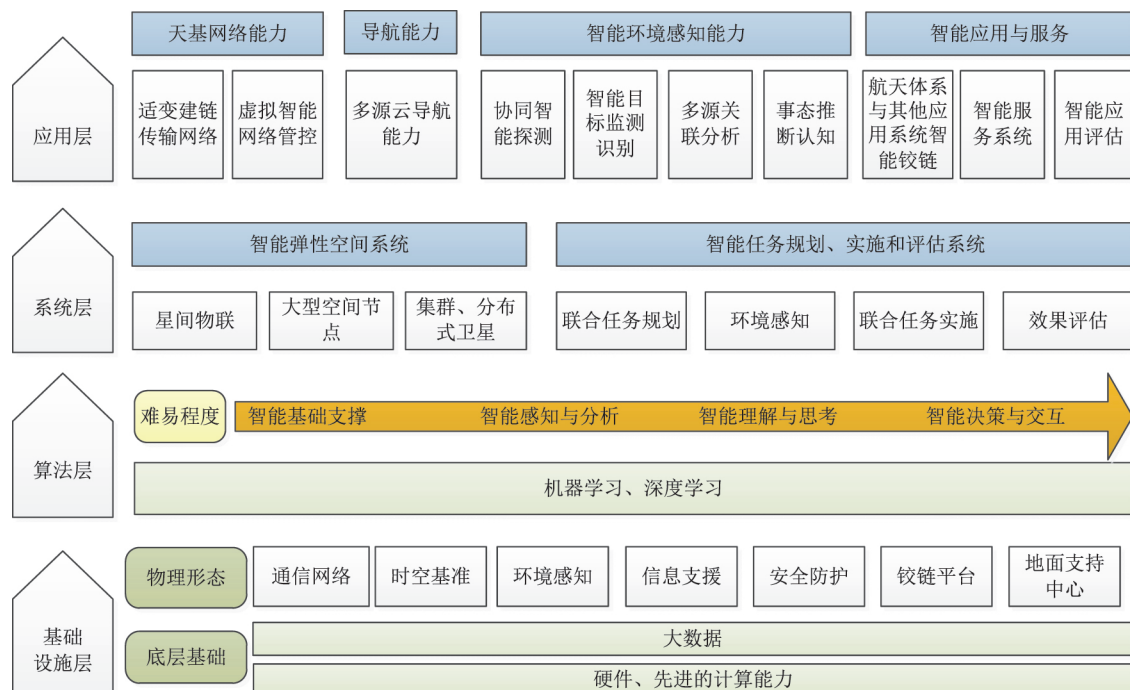 天基网络能力
导航能力
智能环境感知能力
智能应用与服务
应用层
适变建链
传输网络
虚拟智能
网络管控
多源云导航
能力
协同智
能探测
智能目
标监测
识别
多源关
联分析
事态推
断认知
航天体系
与其他应
用系统智
能铰链
智能服
务系统
智能应
用评估
智能弹性空间系统
智能任务规划、实施和评估系统
系统层
星间物联
大型空间节
点
集群、分布
式卫星
联合任务规划
环境感知
联合任务实施
效果评估
算法层
难易程度
智能基础支撑
智能感知与分析
智能理解与思考
智能决策与交互
机器学习、深度学习
基础
设施层
物理形态
通信网络
时空基准
环境感知
信息支援
安全防护
铰链平台
地面支持
中心
底层基础
大数据
硬件、先进的计算能力